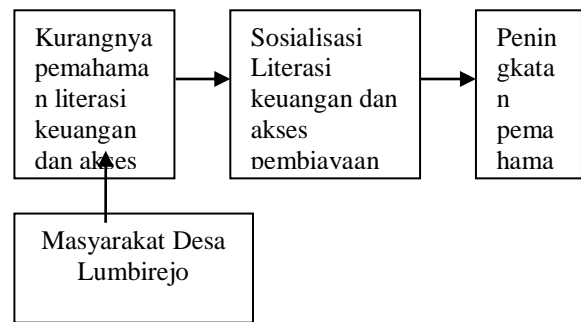 Kurangnya
pemahama
n literasi
keuangan
dan akses
Sosialisasi
Literasi
keuangan dan
akses
pembiayaan
Penin
gkata
n
pema
hama
Masyarakat Desa
Lumbirejo